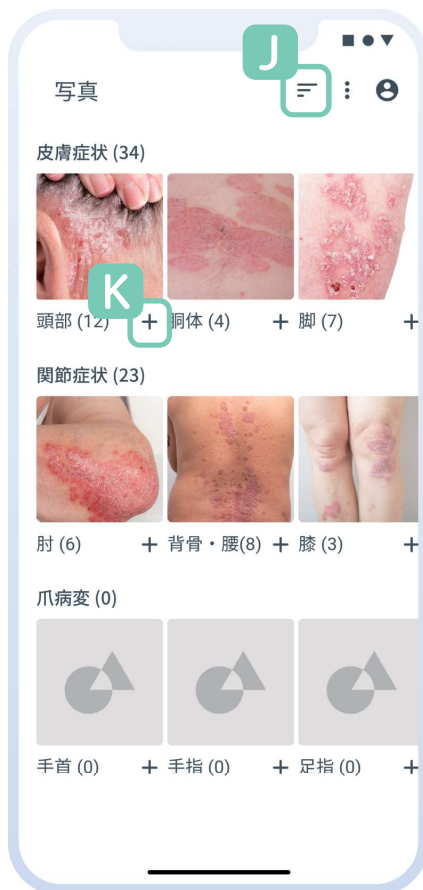 J
写真
皮膚症状 (34)
K
頭部 (12) + 胴体 (4) + 脚 (7) +
関節症状 (23)
肘 (6) + 背骨・腰(8) + 膝 (3) +
爪病変 (0)
手首 (0) + 手指 (0) + 足指 (0) +